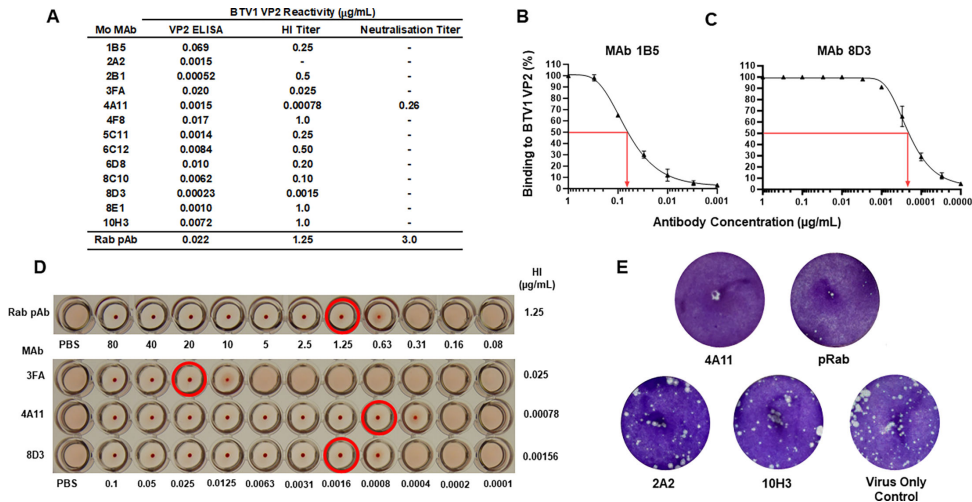 A
BTV1 VP2 Reactivity (µg/mL)
Mo MAb VP2 ELISA HI Titer Neutralisation Titer
1B5 0.069 0.25 -
2A2 0.0015 - -
2B1 0.00052 0.5 -
3FA 0.020 0.025 -
4A11 0.0015 0.00078 0.26
4F8 0.017 1.0 -
5C11 0.0014 0.25 -
6C12 0.0084 0.50 -
6D8 0.010 0.20 -
8C10 0.0062 0.10 -
8D3 0.00023 0.0015 -
8E1 0.0010 1.0 -
10H3 0.0072 1.0 -
Rab pAb 0.022 1.25 3.0
B
MAb 1B5
Binding to BTV1 VP2 (%)
110
100
90
80
70
60
50
40
30
20
10
0
1 0.1 0.01 0.001
C
MAb 8D3
110
100
90
80
70
60
50
40
30
20
10
0
1 0.1 0.01 0.001 0.0001 0.0000
Antibody Concentration (µg/mL)
D
HI
(µg/mL)
Rab pAb 1.25
PBS 80 40 20 10 5 2.5 1.25 0.63 0.31 0.16 0.08
MAb
3FA 0.025
4A11 0.00078
8D3 0.00156
PBS 0.1 0.05 0.025 0.0125 0.0063 0.0031 0.0016 0.0008 0.0004 0.0002 0.0001
E
4A11 pRab
2A2 10H3 Virus Only
Control